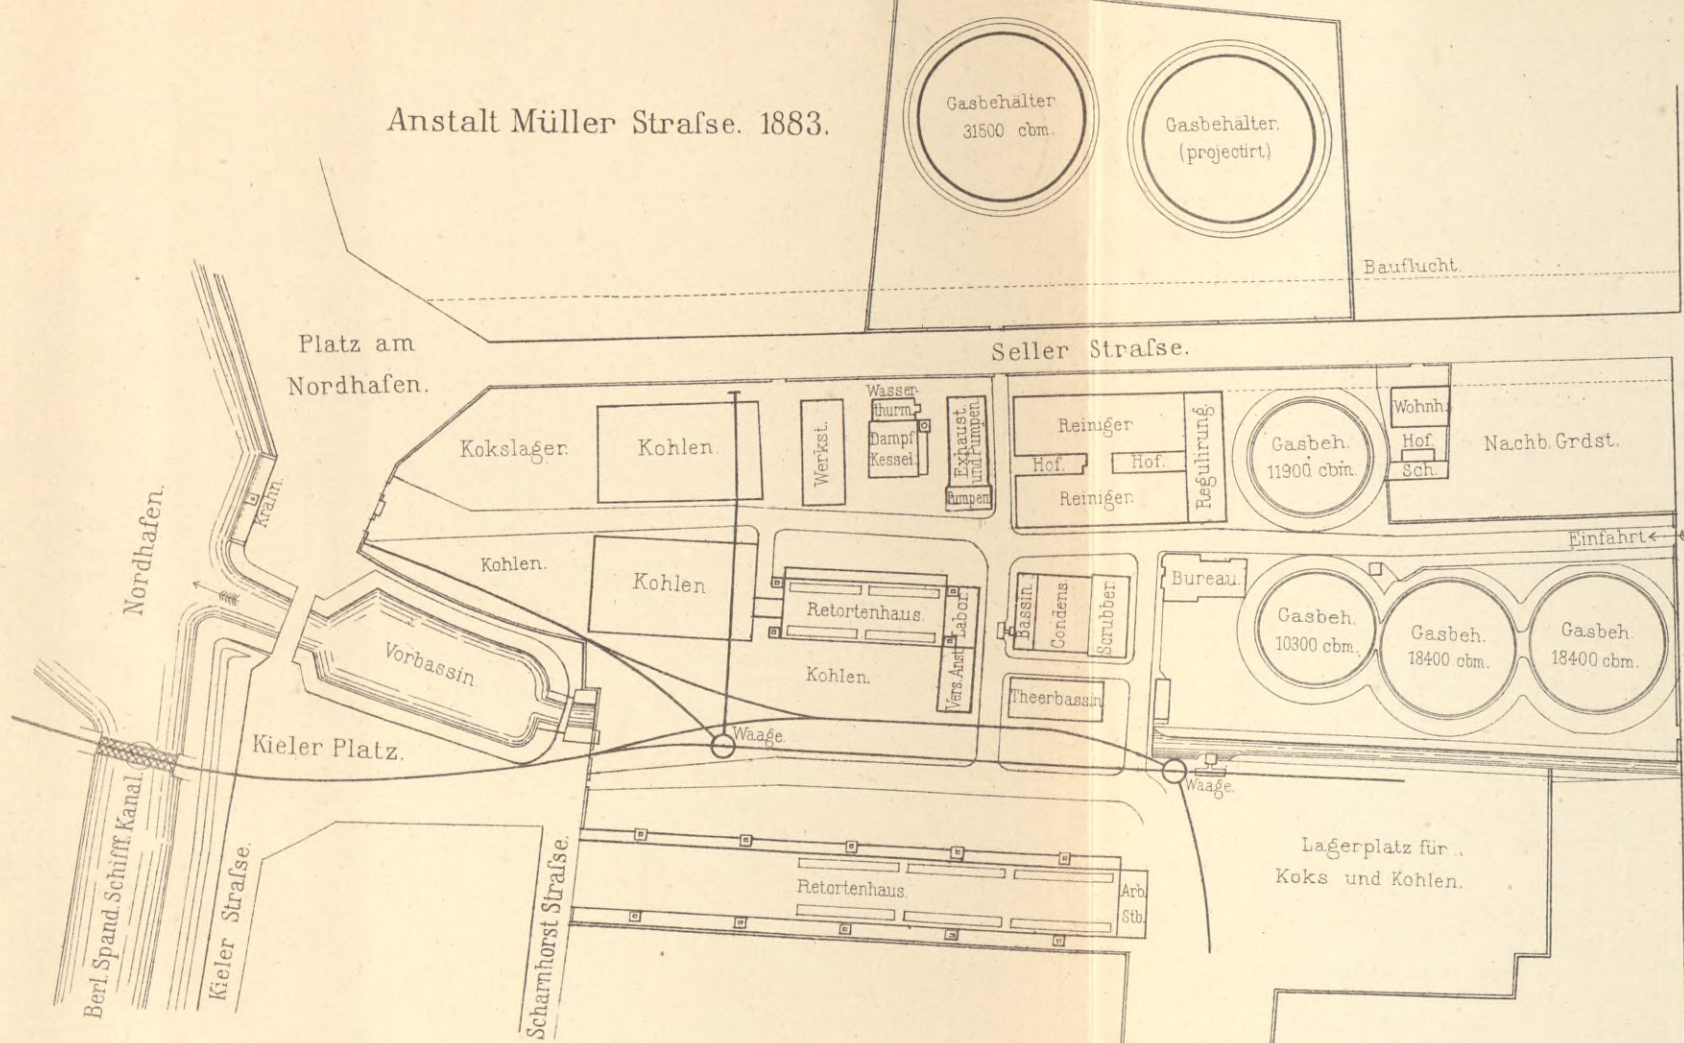 Anstalt Müller Straſse. 1883.
Gasbehälter
31500 cbm.
Gasbehälter.
(projectirt)
Bauflucht.
Platz am
Nordhafen.
Seller Straſse.
Kokslager.
Kohlen.
Werkst.
Wasser-
thurm.
Dampf
Kessel.
Exhaust.
und Pumpen.
Pumpen
Reiniger
Hof.
Hof.
Reiniger.
Regulirung.
Gasbeh.
11900 cbm.
Wohnh.
Hof.
Sch.
Nachb. Grdst.
Krahn.
Nordhafen.
Kohlen.
Kohlen
Retortenhaus.
Labor.
Vers. Anst.
Kohlen.
Bassin.
Condens.
Scrubber.
Theerbassin
Bureau.
Einfahrt
Gasbeh.
10300 cbm.
Gasbeh.
18400 cbm.
Gasbeh.
18400 cbm.
Vorbassin.
Kieler Platz.
Waage.
Waage.
Berl. Spand. Schifff. Kanal.
Kieler Straſse.
Scharnhorst Straſse.
Retortenhaus.
Arb.
Stb.
Lagerplatz für
Koks und Kohlen.